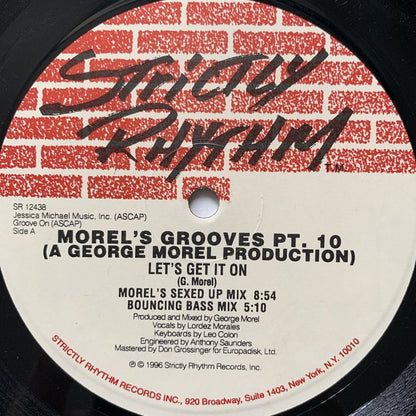 STRICTLY
RHYTHM
T.M.
SR 12438
Jessica Michael Music, Inc. (ASCAP)
Groove On (ASCAP)
Side A
MOREL'S GROOVES PT. 10
(A GEORGE MOREL PRODUCTION)
LET'S GET IT ON
(G. Morel)
MOREL'S SEXED UP MIX 8:54
BOUNCING BASS MIX 5:10
Produced and Mixed by George Morel
Vocals by Lordez Morales
Keyboards by Leo Colon
Engineered by Anthony Saunders
Mastered by Don Grossinger for Europadisk, Ltd.
℗ © 1996 Strictly Rhythm Records, Inc.
STRICTLY RHYTHM RECORDS INC., 920 Broadway, Suite 1403, New York, N.Y. 10010